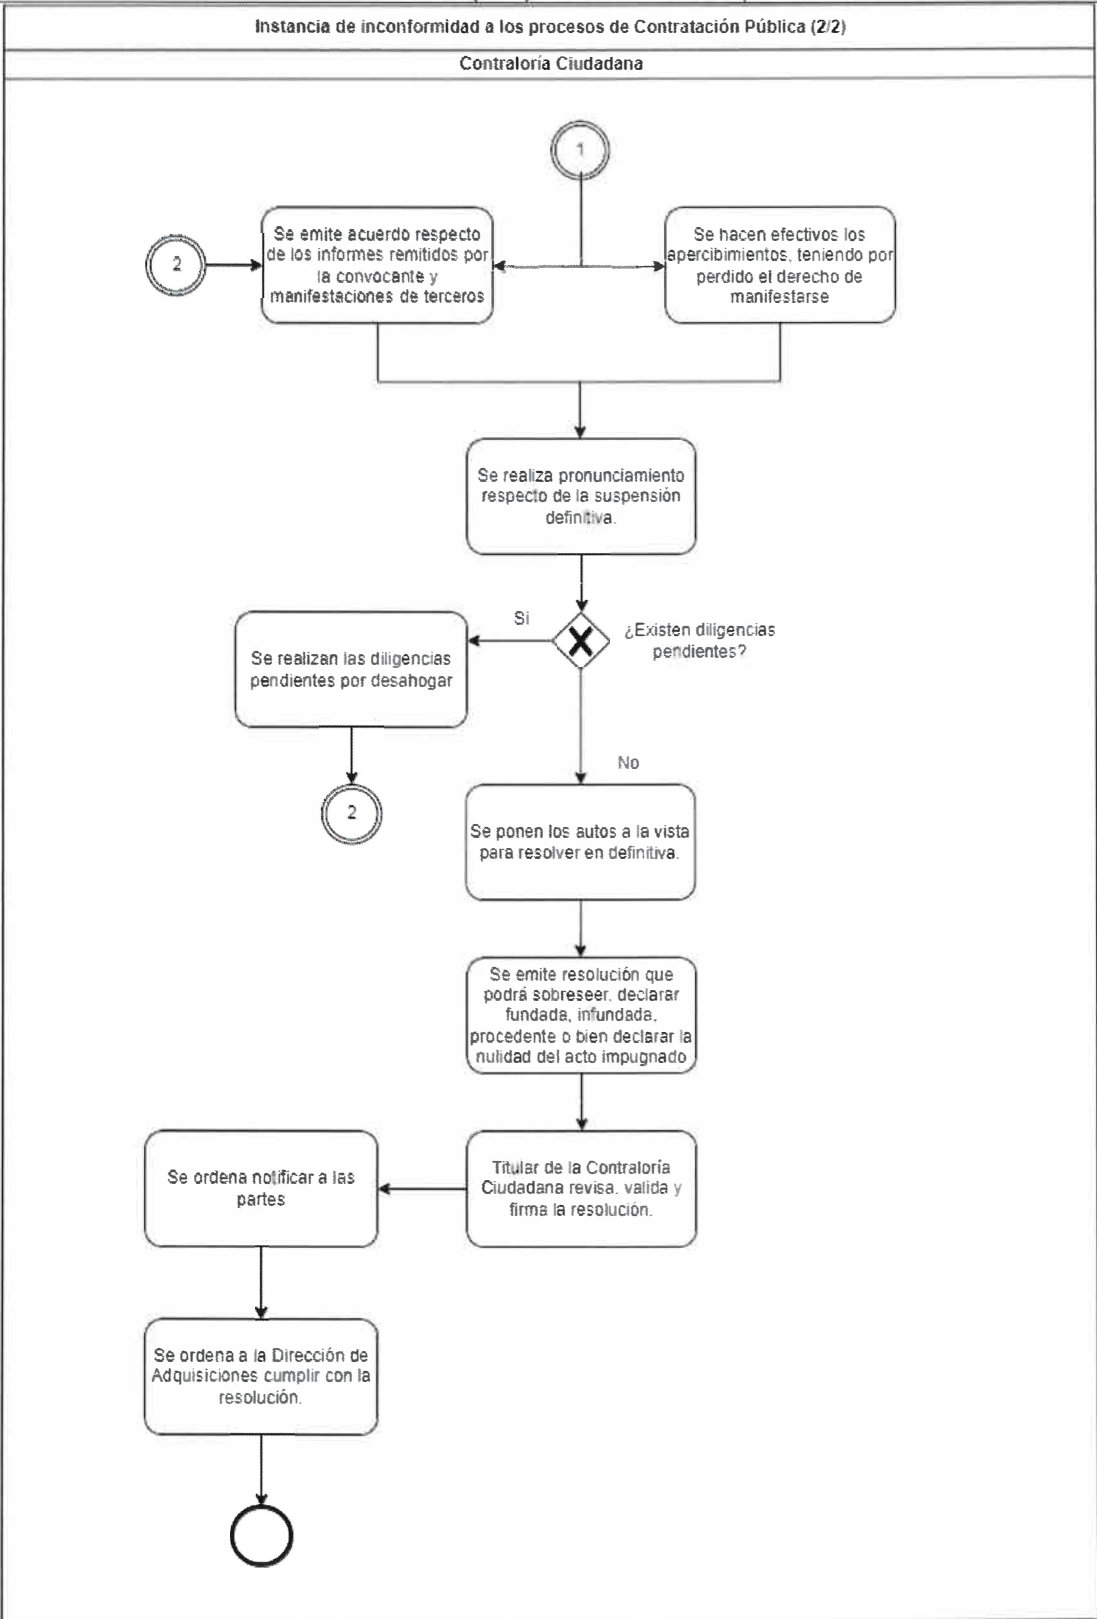 Instancia de inconformidad a los procesos de Contratación Pública (2/2)
Contraloría Ciudadana
1
2
Se emite acuerdo respecto
de los informes remitidos por
la convocante y
manifestaciones de terceros
Se hacen efectivos los
apercibimientos, teniendo por
perdido el derecho de
manifestarse
Se realiza pronunciamiento
respecto de la suspensión
definitiva.
Si
¿Existen diligencias
pendientes?
Se realizan las diligencias
pendientes por desahogar
No
2
Se ponen los autos a la vista
para resolver en definitiva.
Se emite resolución que
podrá sobreseer, declarar
fundada, infundada,
procedente o bien declarar la
nulidad del acto impugnado
Titular de la Contraloría
Ciudadana revisa, valida y
firma la resolución.
Se ordena notificar a las
partes
Se ordena a la Dirección de
Adquisiciones cumplir con la
resolución.